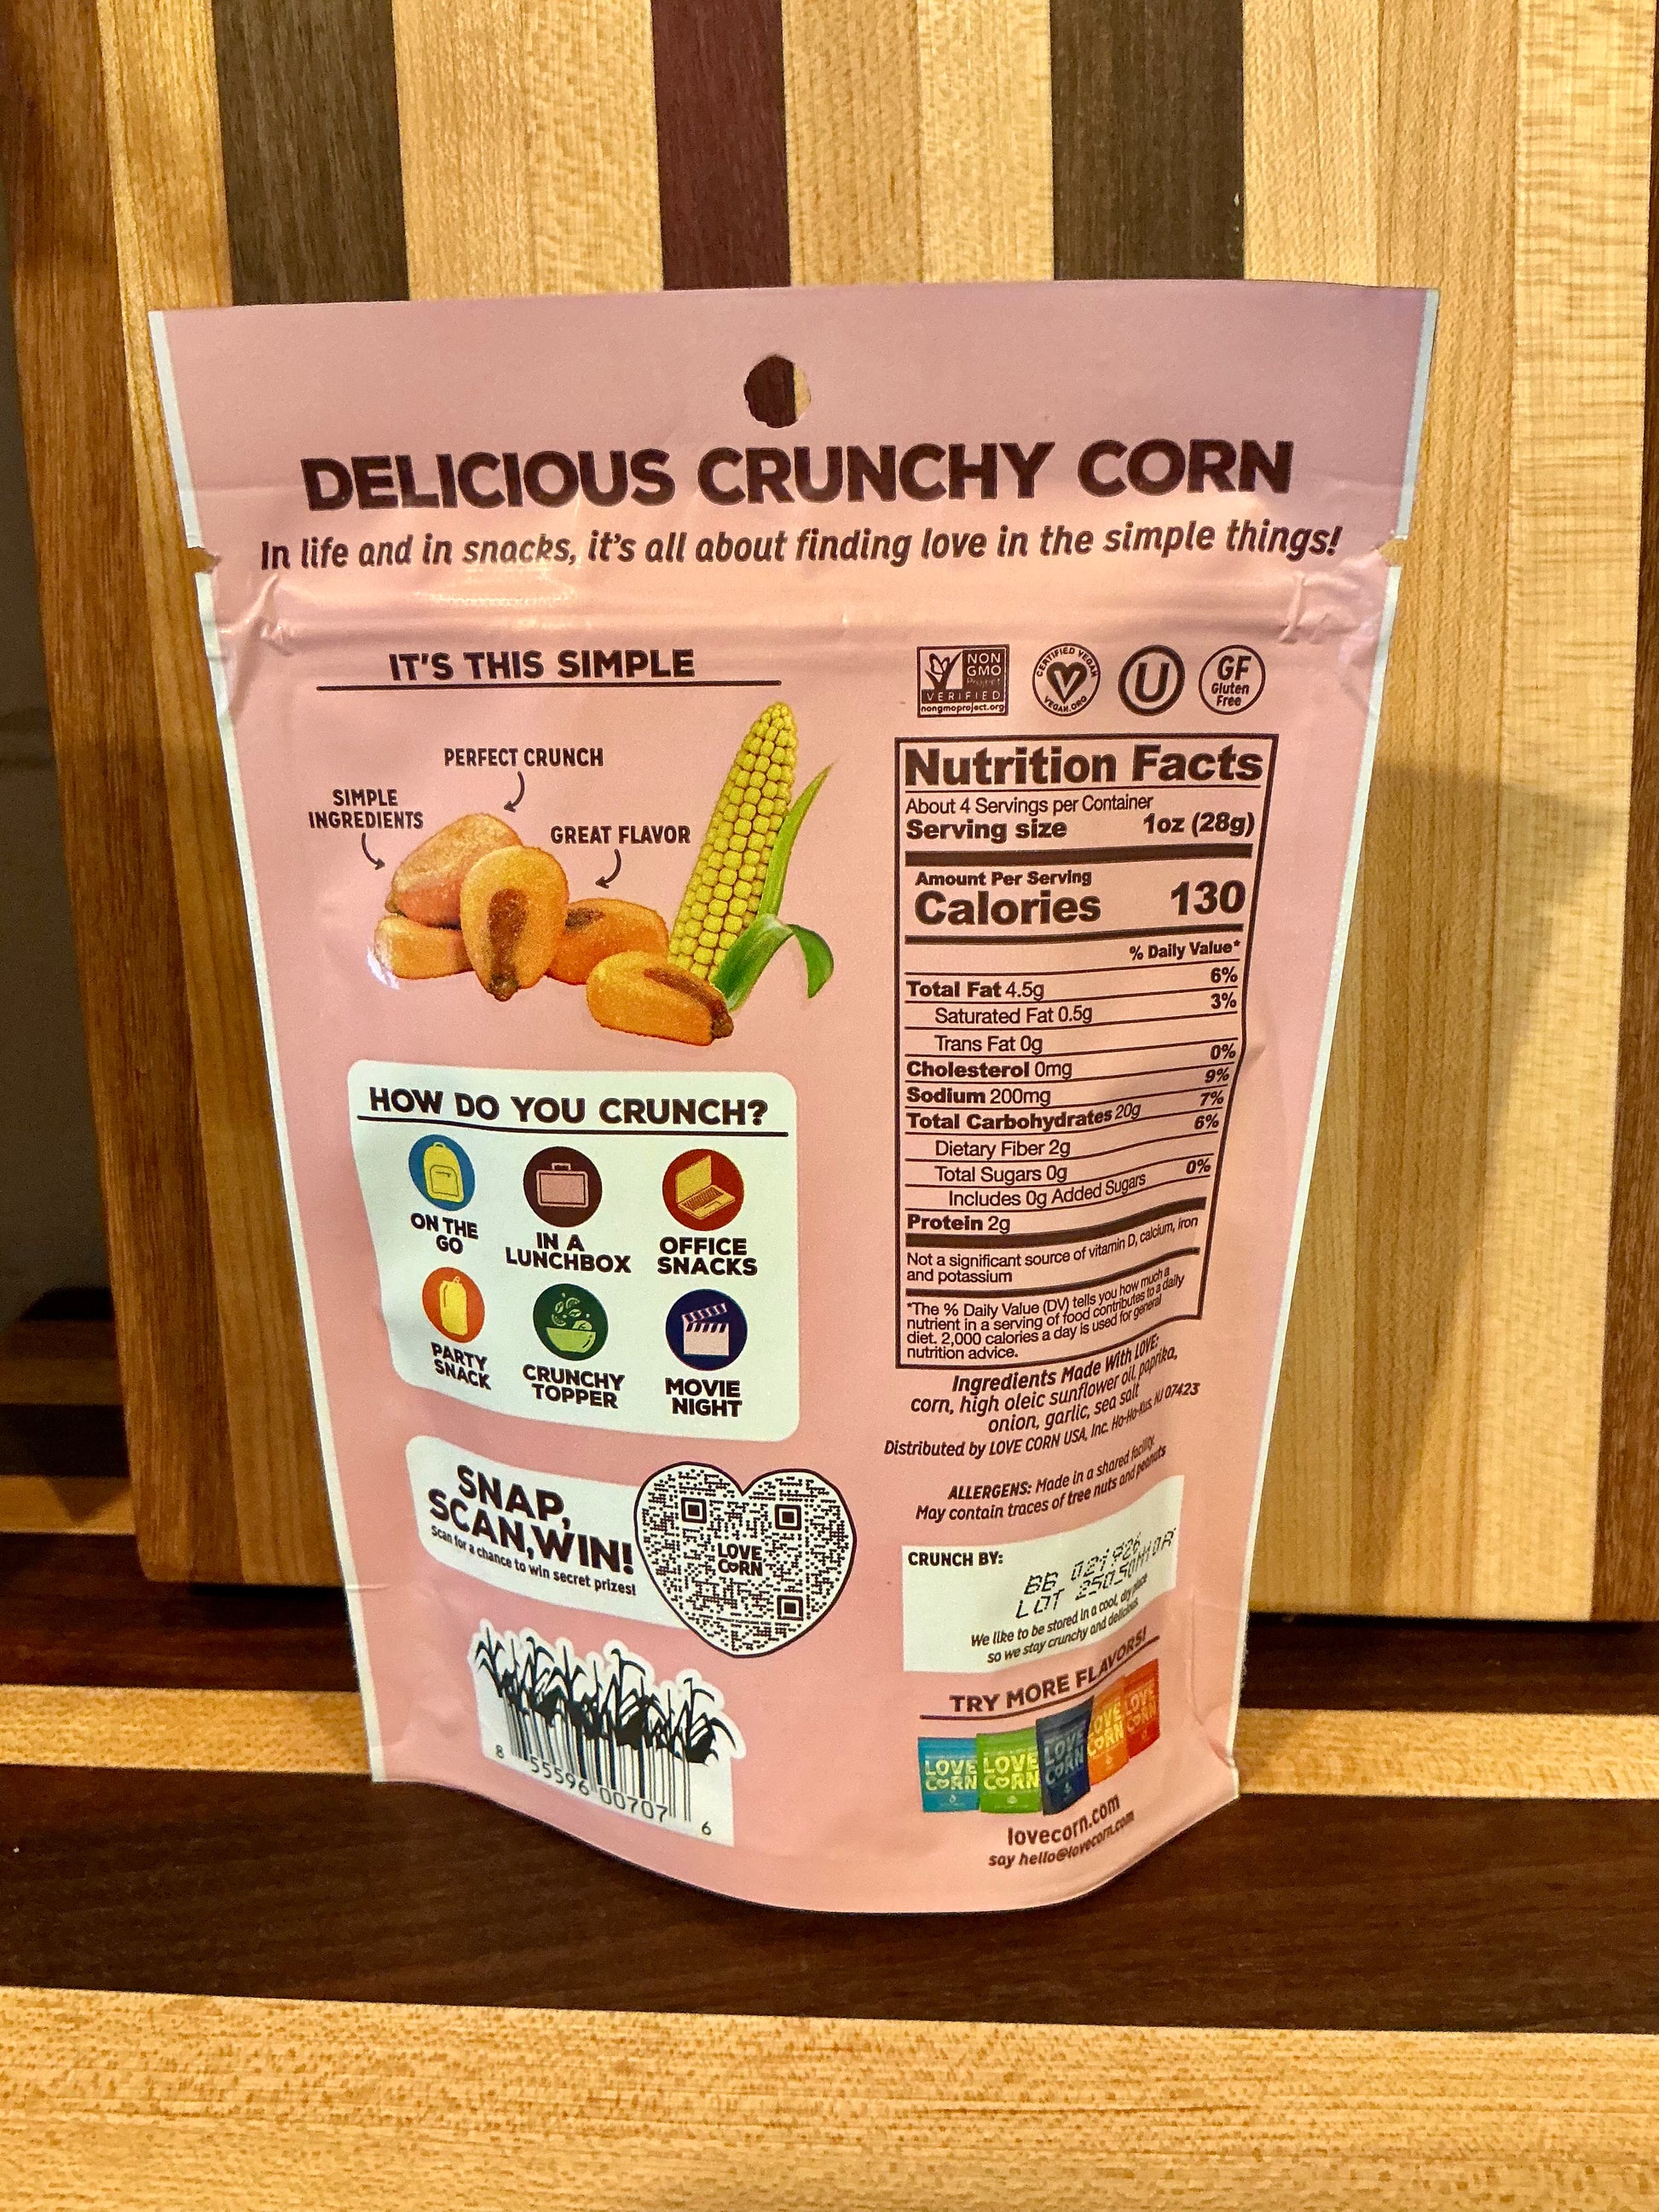 DELICIOUS CRUNCHY CORN
In life and in snacks, it's all about finding love in the simple things!
IT'S THIS SIMPLE
PERFECT CRUNCH
SIMPLE
INGREDIENTS
GREAT FLAVOR
HOW DO YOU CRUNCH?
ON THE
GO
IN A
LUNCHBOX
OFFICE
SNACKS
PARTY
SNACK
CRUNCHY
TOPPER
MOVIE
NIGHT
SNAP,
SCAN, WIN!
Scan for a chance to win secret prizes!
LOVE
CORN
8 55596 00707 6
NON
GMO
Project
VERIFIED
nongmoproject.org
CERTIFIED VEGAN
VEGAN.ORG
U
GF
Gluten
Free
Nutrition Facts
About 4 Servings per Container
Serving size 1oz (28g)
Amount Per Serving
Calories 130
% Daily Value*
Total Fat 4.5g 6%
Saturated Fat 0.5g 3%
Trans Fat 0g
Cholesterol 0mg 0%
Sodium 200mg 9%
Total Carbohydrates 20g 7%
Dietary Fiber 2g 6%
Total Sugars 0g
Includes 0g Added Sugars 0%
Protein 2g
Not a significant source of vitamin D, calcium, iron
and potassium
*The % Daily Value (DV) tells you how much a
nutrient in a serving of food contributes to a daily
diet. 2,000 calories a day is used for general
nutrition advice.
Ingredients Made With LOVE:
corn, high oleic sunflower oil, paprika,
onion, garlic, sea salt
Distributed by LOVE CORN USA, Inc. Ho-Ho-Kus, NJ 07423
ALLERGENS: Made in a shared facility.
May contain traces of tree nuts and peanuts
CRUNCH BY:
BB
LOT
We like to be stored in a cool, dry place
so we stay crunchy and delicious.
TRY MORE FLAVORS!
LOVE
CORN
LOVE
CORN
LOVE
CORN
LOVE
CORN
LOVE
CORN
lovecorn.com
say hello@lovecorn.com